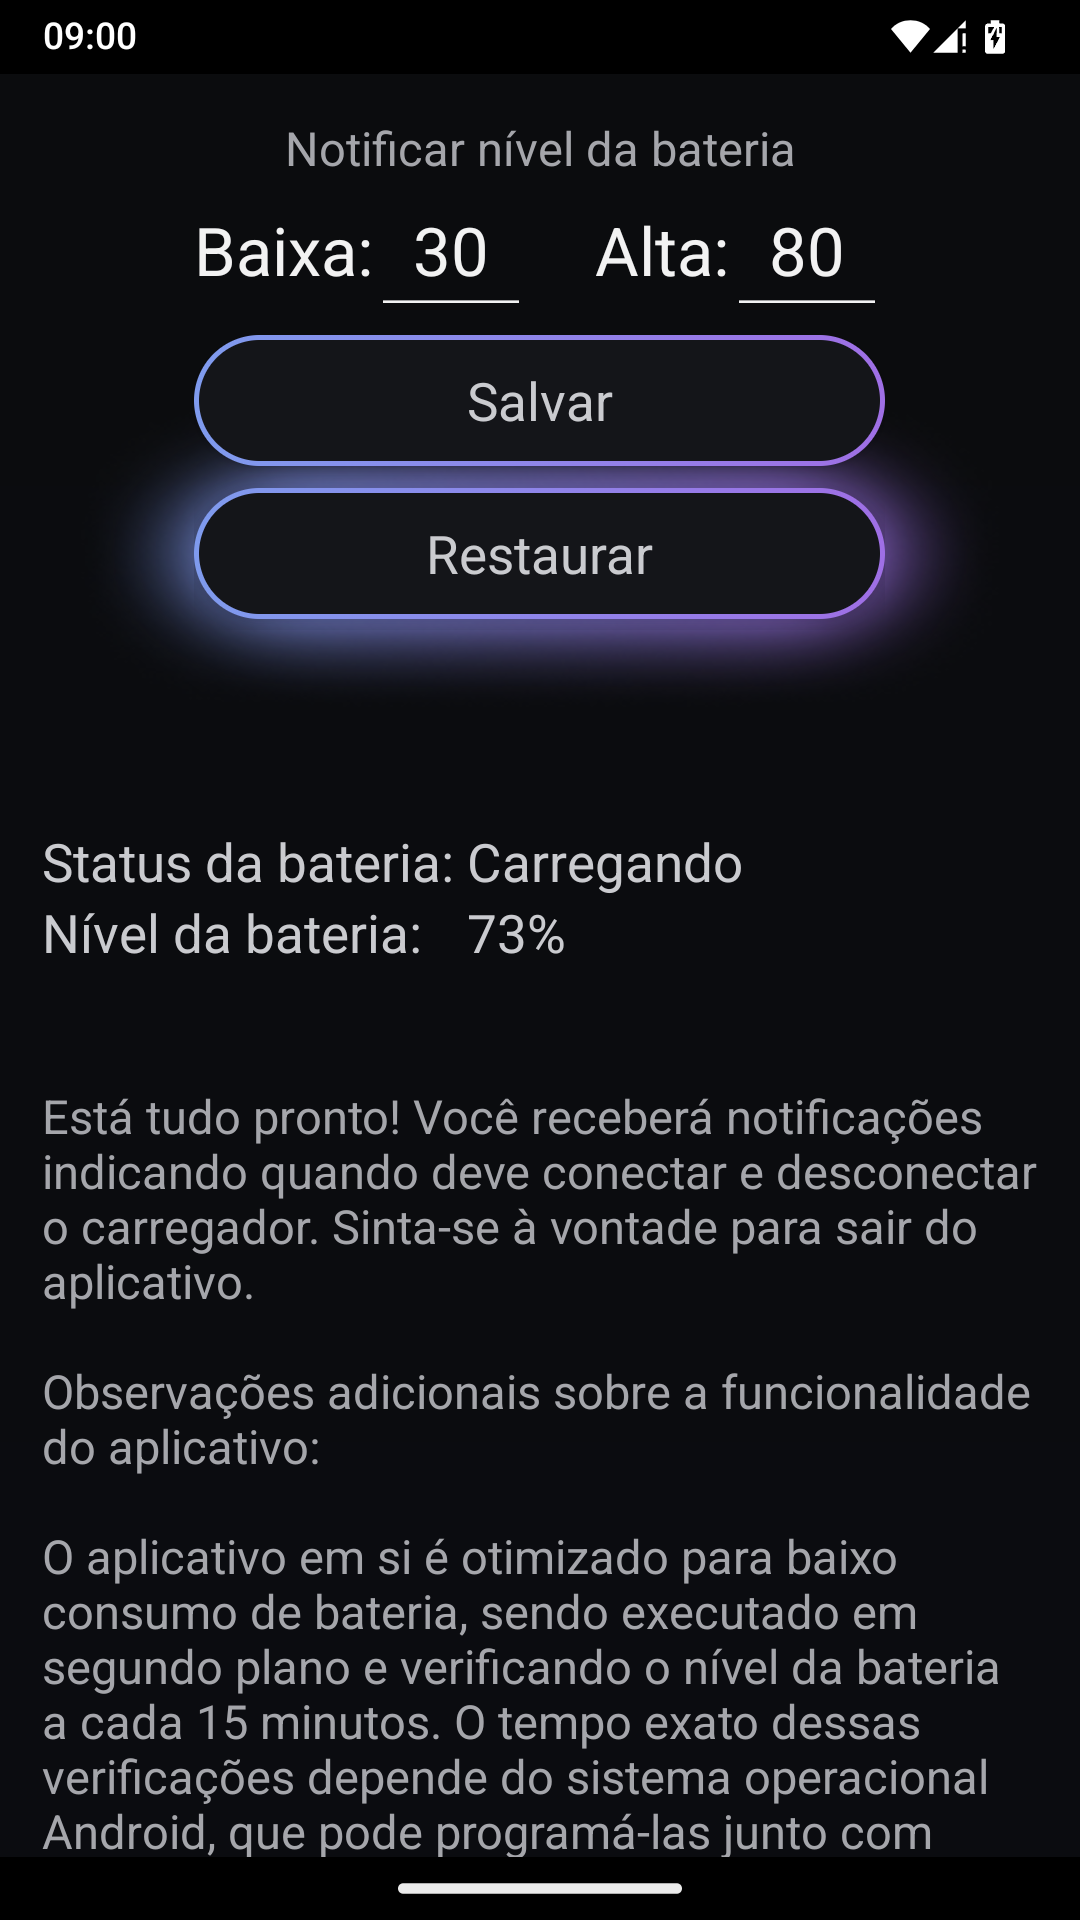 09:00
Notificar nível da bateria
Baixa: 30 Alta: 80
Salvar
Restaurar
Status da bateria: Carregando
Nível da bateria: 73%
Está tudo pronto! Você receberá notificações
indicando quando deve conectar e desconectar
o carregador. Sinta-se à vontade para sair do
aplicativo.
Observações adicionais sobre a funcionalidade
do aplicativo:
O aplicativo em si é otimizado para baixo
consumo de bateria, sendo executado em
segundo plano e verificando o nível da bateria
a cada 15 minutos. O tempo exato dessas
verificações depende do sistema operacional
Android, que pode programá-las junto com